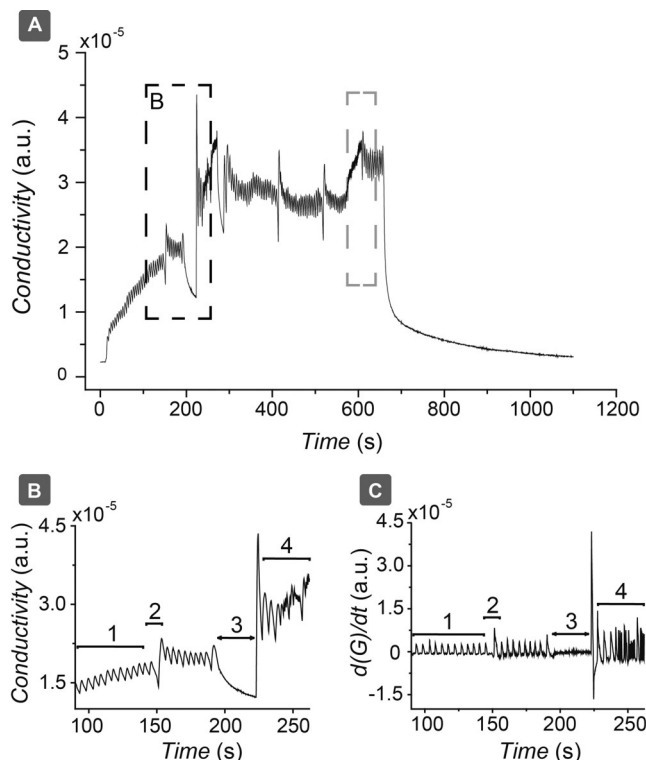 A
x10⁻⁵
5
4
3
2
1
0
Conductivity (a.u.)
B
0 200 400 600 800 1000 1200
Time (s)
B
x10⁻⁵
4.5
3.0
1.5
Conductivity (a.u.)
1 2 3 4
100 150 200 250
Time (s)
C
x10⁻⁵
4.5
3.0
1.5
0
-1.5
d(G)/dt (a.u.)
1 2 3 4
100 150 200 250
Time (s)